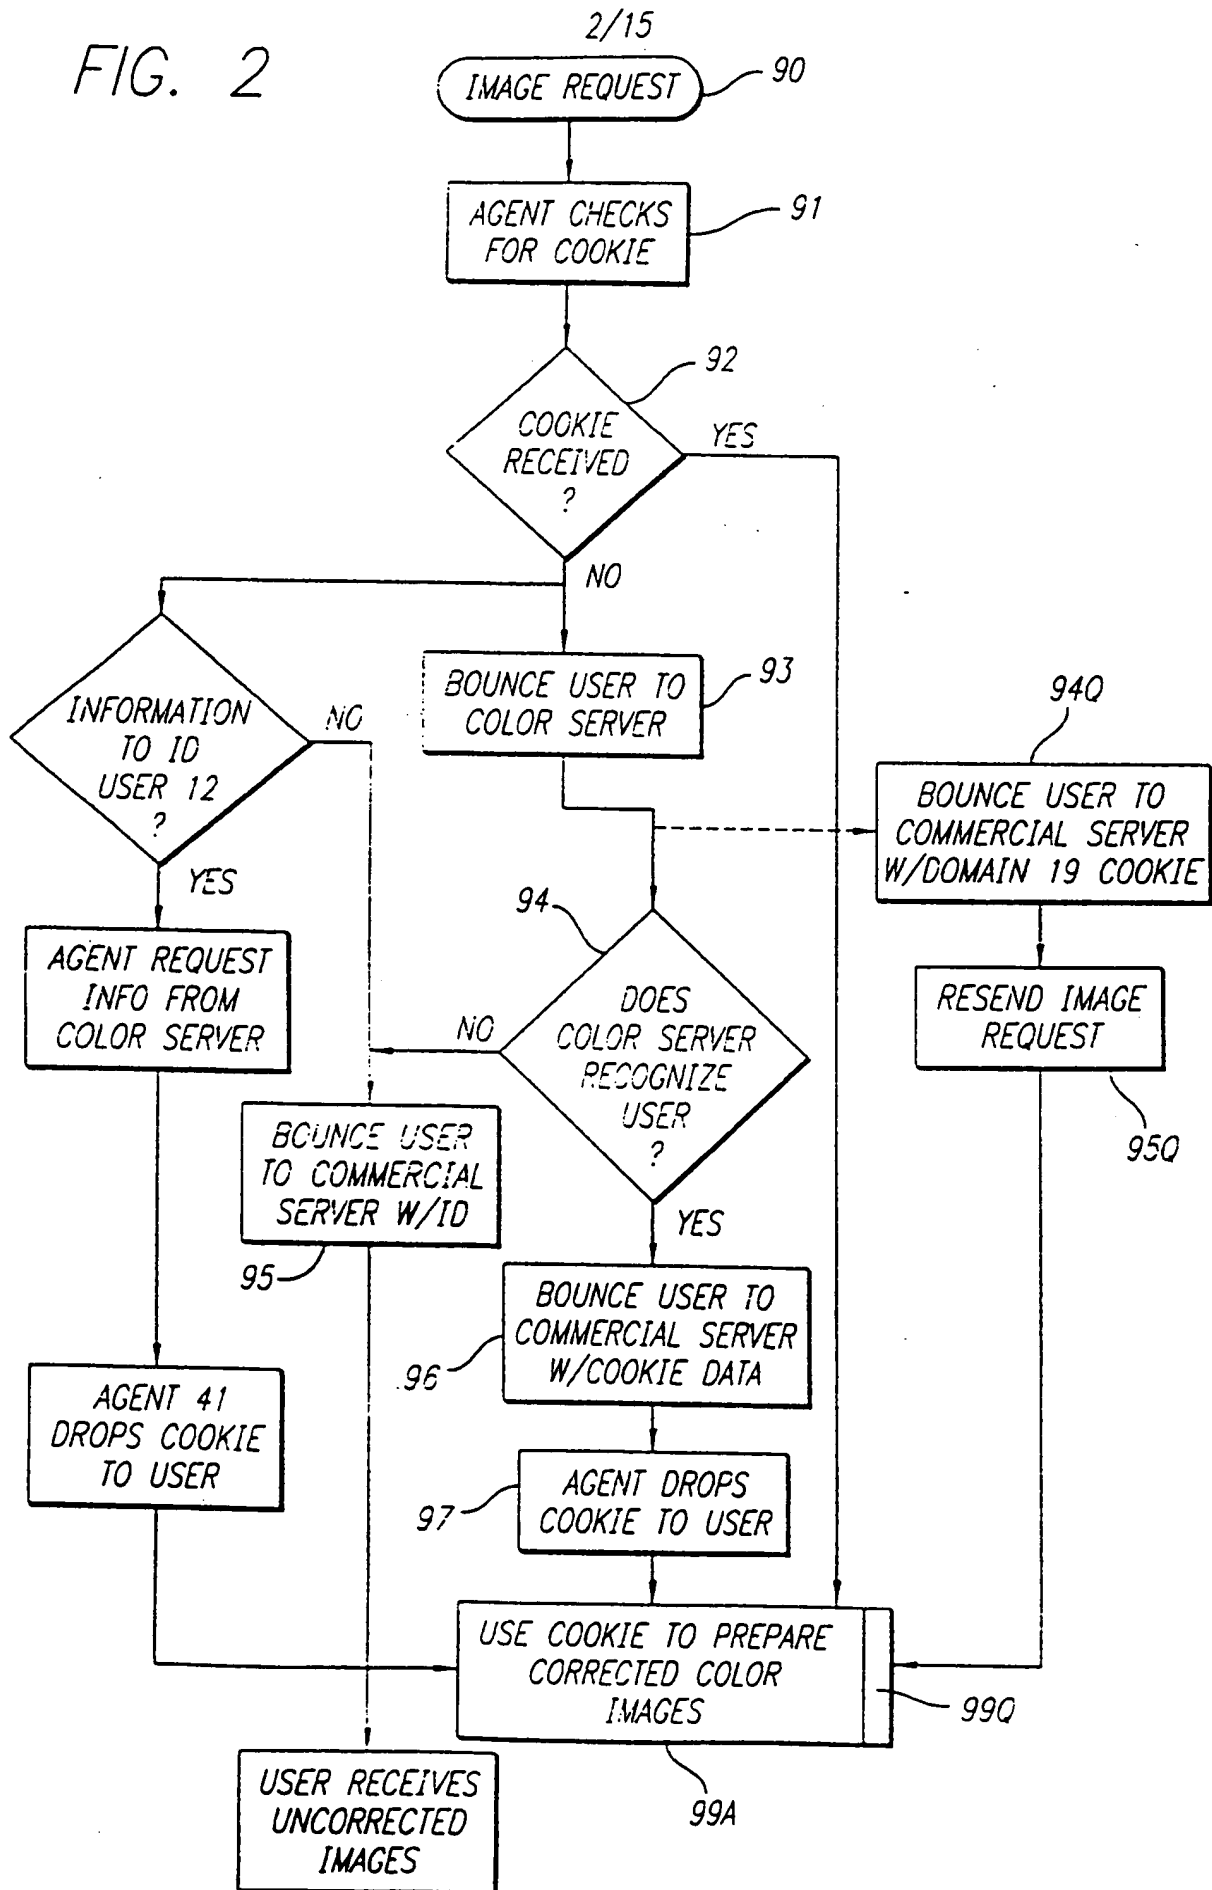 2/15
FIG. 2
IMAGE REQUEST
90
AGENT CHECKS
FOR COOKIE
91
92
COOKIE
RECEIVED
?
YES
NO
INFORMATION
TO ID
USER 12
?
NO
YES
BOUNCE USER TO
COLOR SERVER
93
94Q
BOUNCE USER TO
COMMERCIAL SERVER
W/DOMAIN 19 COOKIE
94
AGENT REQUEST
INFO FROM
COLOR SERVER
DOES
COLOR SERVER
RECOGNIZE
USER
?
NO
YES
RESEND IMAGE
REQUEST
95Q
BOUNCE USER
TO COMMERCIAL
SERVER W/ID
95
BOUNCE USER TO
COMMERCIAL SERVER
W/COOKIE DATA
96
AGENT 41
DROPS COOKIE
TO USER
AGENT DROPS
COOKIE TO USER
97
USE COOKIE TO PREPARE
CORRECTED COLOR
IMAGES
99Q
99A
USER RECEIVES
UNCORRECTED
IMAGES